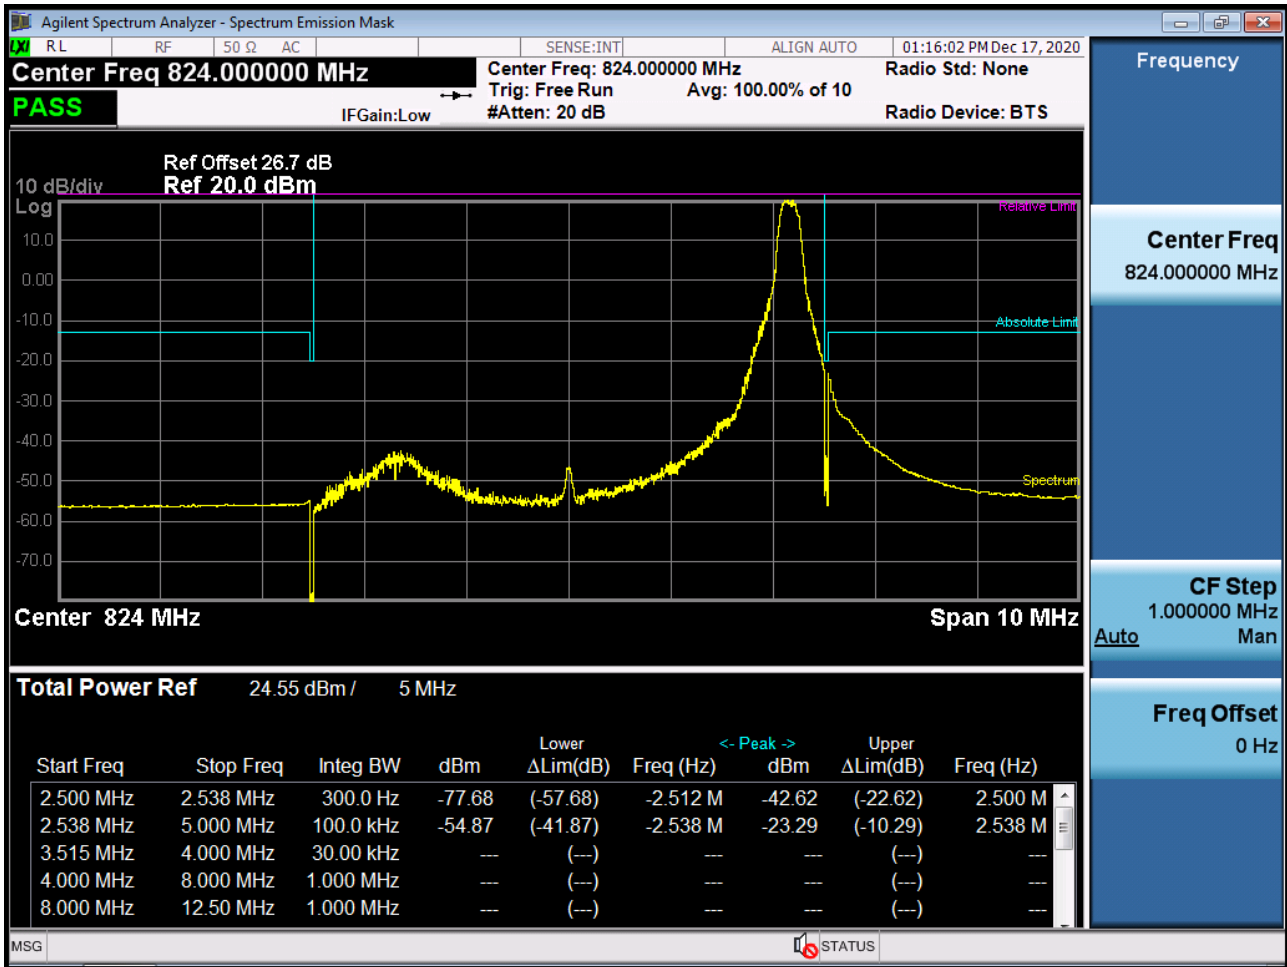 Agilent Spectrum Analyzer - Spectrum Emission Mask
LXI RL RF 50 Ω AC SENSE:INT ALIGN AUTO 01:16:02 PM Dec 17, 2020
Center Freq 824.000000 MHz Center Freq: 824.000000 MHz Radio Std: None
Trig: Free Run Avg: 100.00% of 10
PASS IFGain:Low #Atten: 20 dB Radio Device: BTS
Ref Offset 26.7 dB
10 dB/div Ref 20.0 dBm
Log
Relative Limit
10.0
0.00
-10.0
Absolute Limit
-20.0
-30.0
-40.0
-50.0
Spectrum
-60.0
-70.0
Center 824 MHz Span 10 MHz
Total Power Ref 24.55 dBm / 5 MHz
Lower <- Peak -> Upper
Start Freq Stop Freq Integ BW dBm ΔLim(dB) Freq (Hz) dBm ΔLim(dB) Freq (Hz)
2.500 MHz 2.538 MHz 300.0 Hz -77.68 (-57.68) -2.512 M -42.62 (-22.62) 2.500 M
2.538 MHz 5.000 MHz 100.0 kHz -54.87 (-41.87) -2.538 M -23.29 (-10.29) 2.538 M
3.515 MHz 4.000 MHz 30.00 kHz --- (---) --- --- (---) ---
4.000 MHz 8.000 MHz 1.000 MHz --- (---) --- --- (---) ---
8.000 MHz 12.50 MHz 1.000 MHz --- (---) --- --- (---) ---
MSG STATUS
Frequency
Center Freq
824.000000 MHz
CF Step
1.000000 MHz
Auto Man
Freq Offset
0 Hz